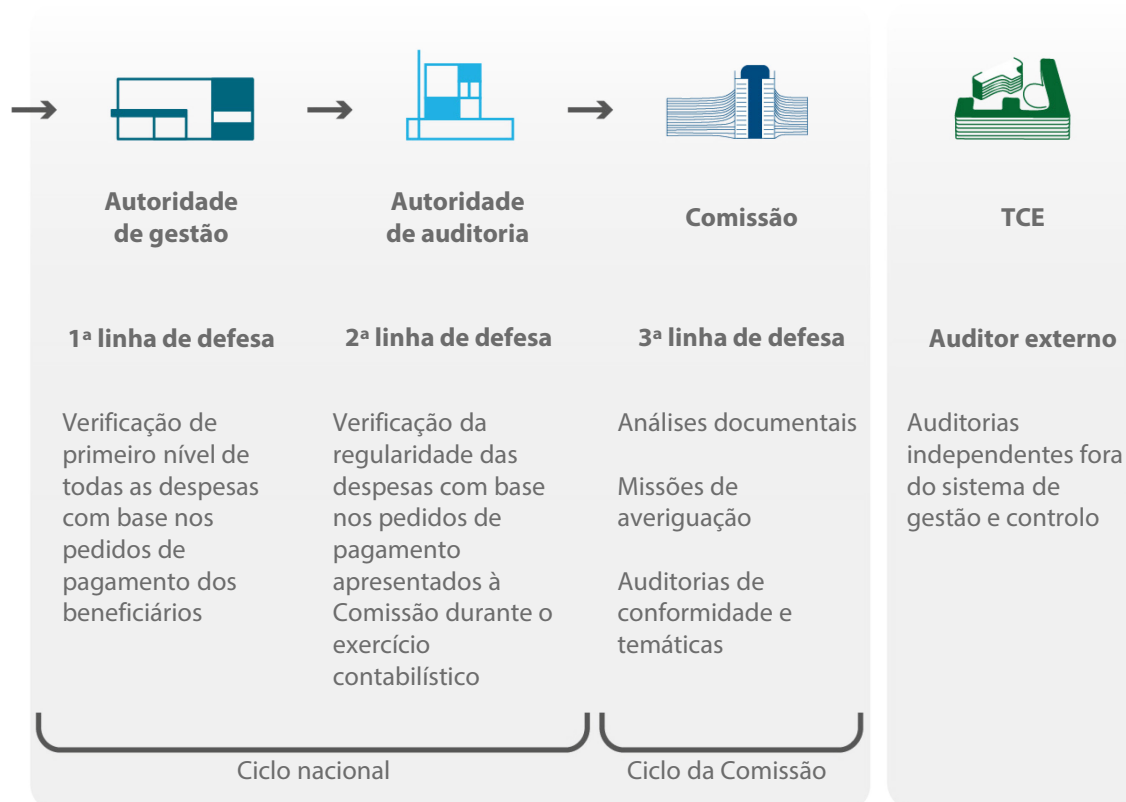 Autoridade
de gestão
Autoridade
de auditoria
Comissão
TCE
1ª linha de defesa
2ª linha de defesa
3ª linha de defesa
Auditor externo
Verificação de
primeiro nível de
todas as despesas
com base nos
pedidos de
pagamento dos
beneficiários
Verificação da
regularidade das
despesas com base
nos pedidos de
pagamento
apresentados à
Comissão durante o
exercício
contabilístico
Análises documentais
Missões de
averiguação
Auditorias de
conformidade e
temáticas
Auditorias
independentes fora
do sistema de
gestão e controlo
Ciclo nacional
Ciclo da Comissão